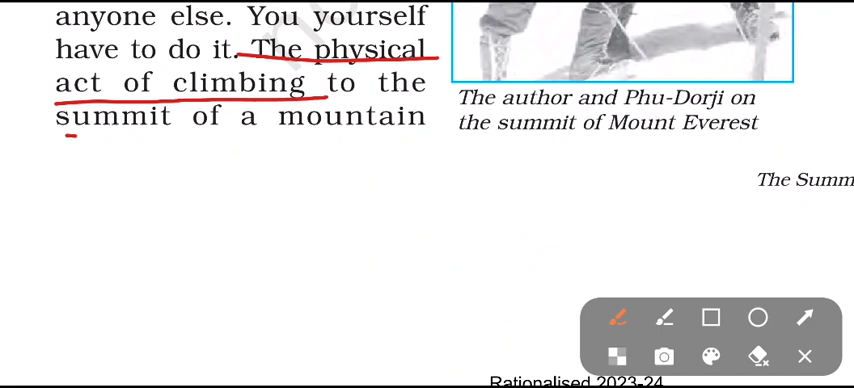 anyone else. You yourself
have to do it. The physical
act of climbing to the
summit of a mountain
The author and Phu-Dorji on
the summit of Mount Everest
The Summ
Rationalised 2023-24